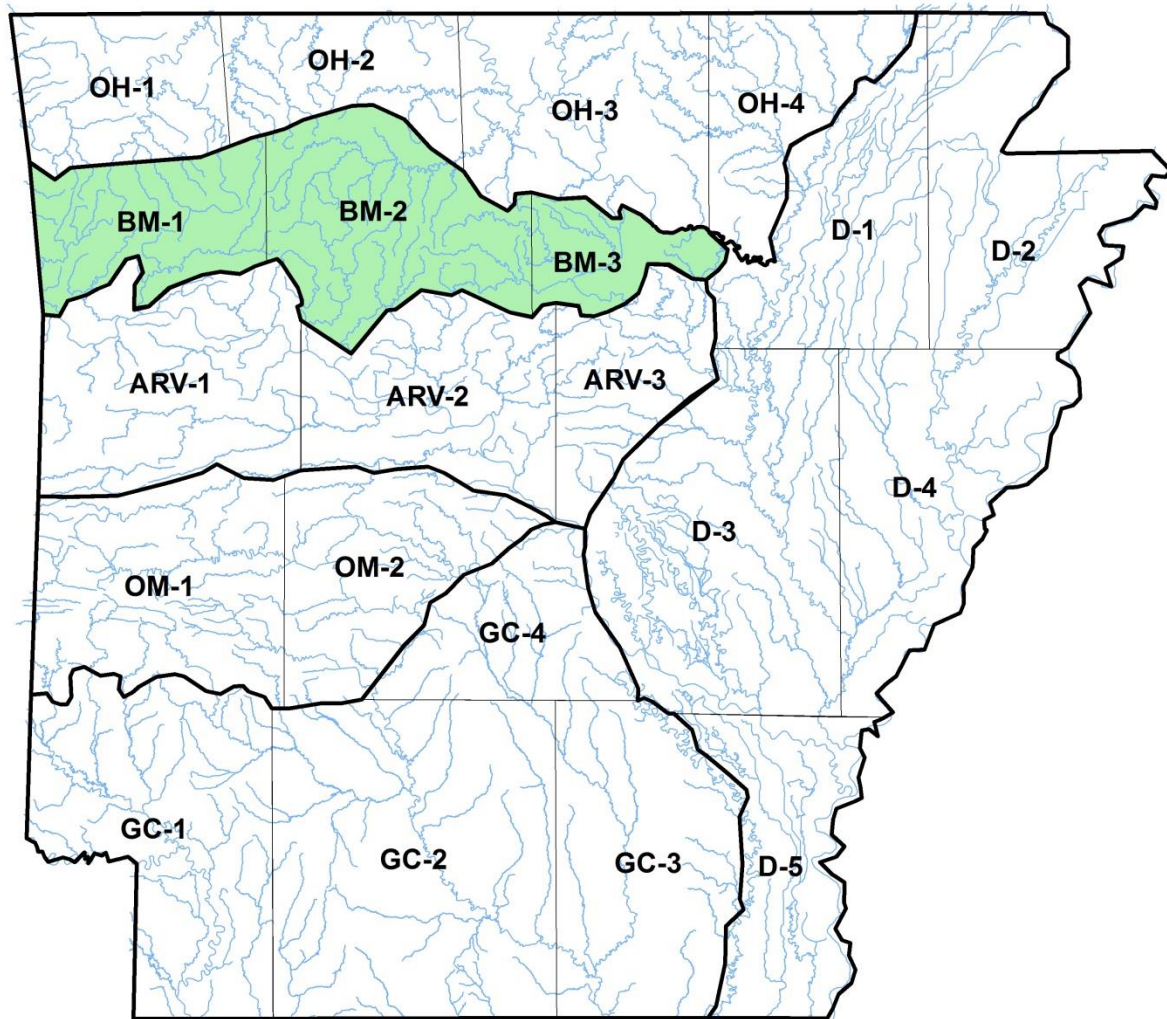 OH-1
OH-2
OH-3
OH-4
BM-1
BM-2
BM-3
D-1
D-2
ARV-1
ARV-2
ARV-3
D-3
D-4
OM-1
OM-2
GC-4
GC-1
GC-2
GC-3
D-5